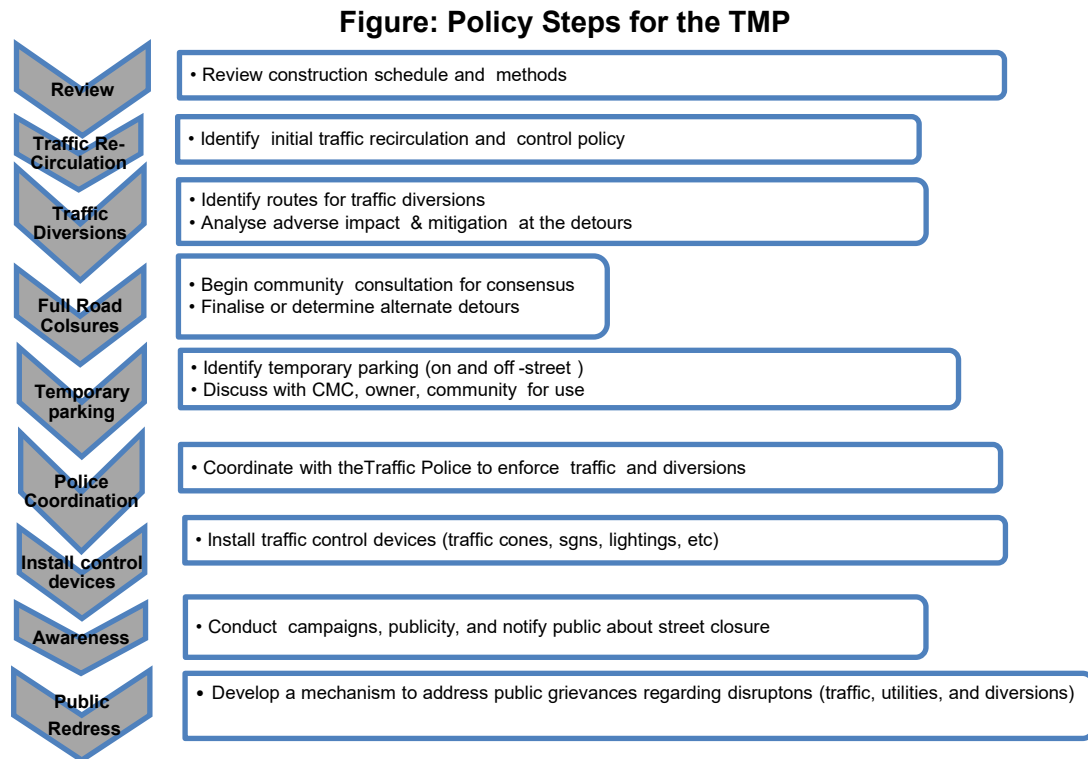 Figure: Policy Steps for the TMP
Review
• Review construction schedule and methods
Traffic Re-
Circulation
• Identify initial traffic recirculation and control policy
Traffic
Diversions
• Identify routes for traffic diversions
• Analyse adverse impact & mitigation at the detours
Full Road
Colsures
• Begin community consultation for consensus
• Finalise or determine alternate detours
Temporary
parking
• Identify temporary parking (on and off -street )
• Discuss with CMC, owner, community for use
Police
Coordination
• Coordinate with theTraffic Police to enforce traffic and diversions
Install control
devices
• Install traffic control devices (traffic cones, sgns, lightings, etc)
Awareness
• Conduct campaigns, publicity, and notify public about street closure
Public
Redress
• Develop a mechanism to address public grievances regarding disruptons (traffic, utilities, and diversions)